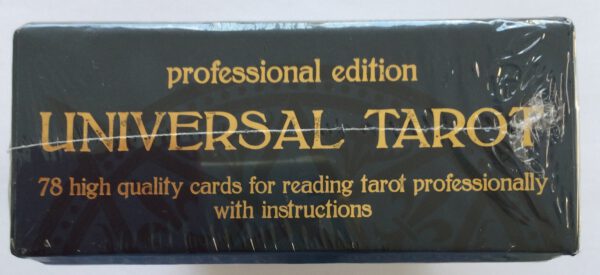 professional edition
UNIVERSAL TAROT
78 high quality cards for reading tarot professionally
with instructions